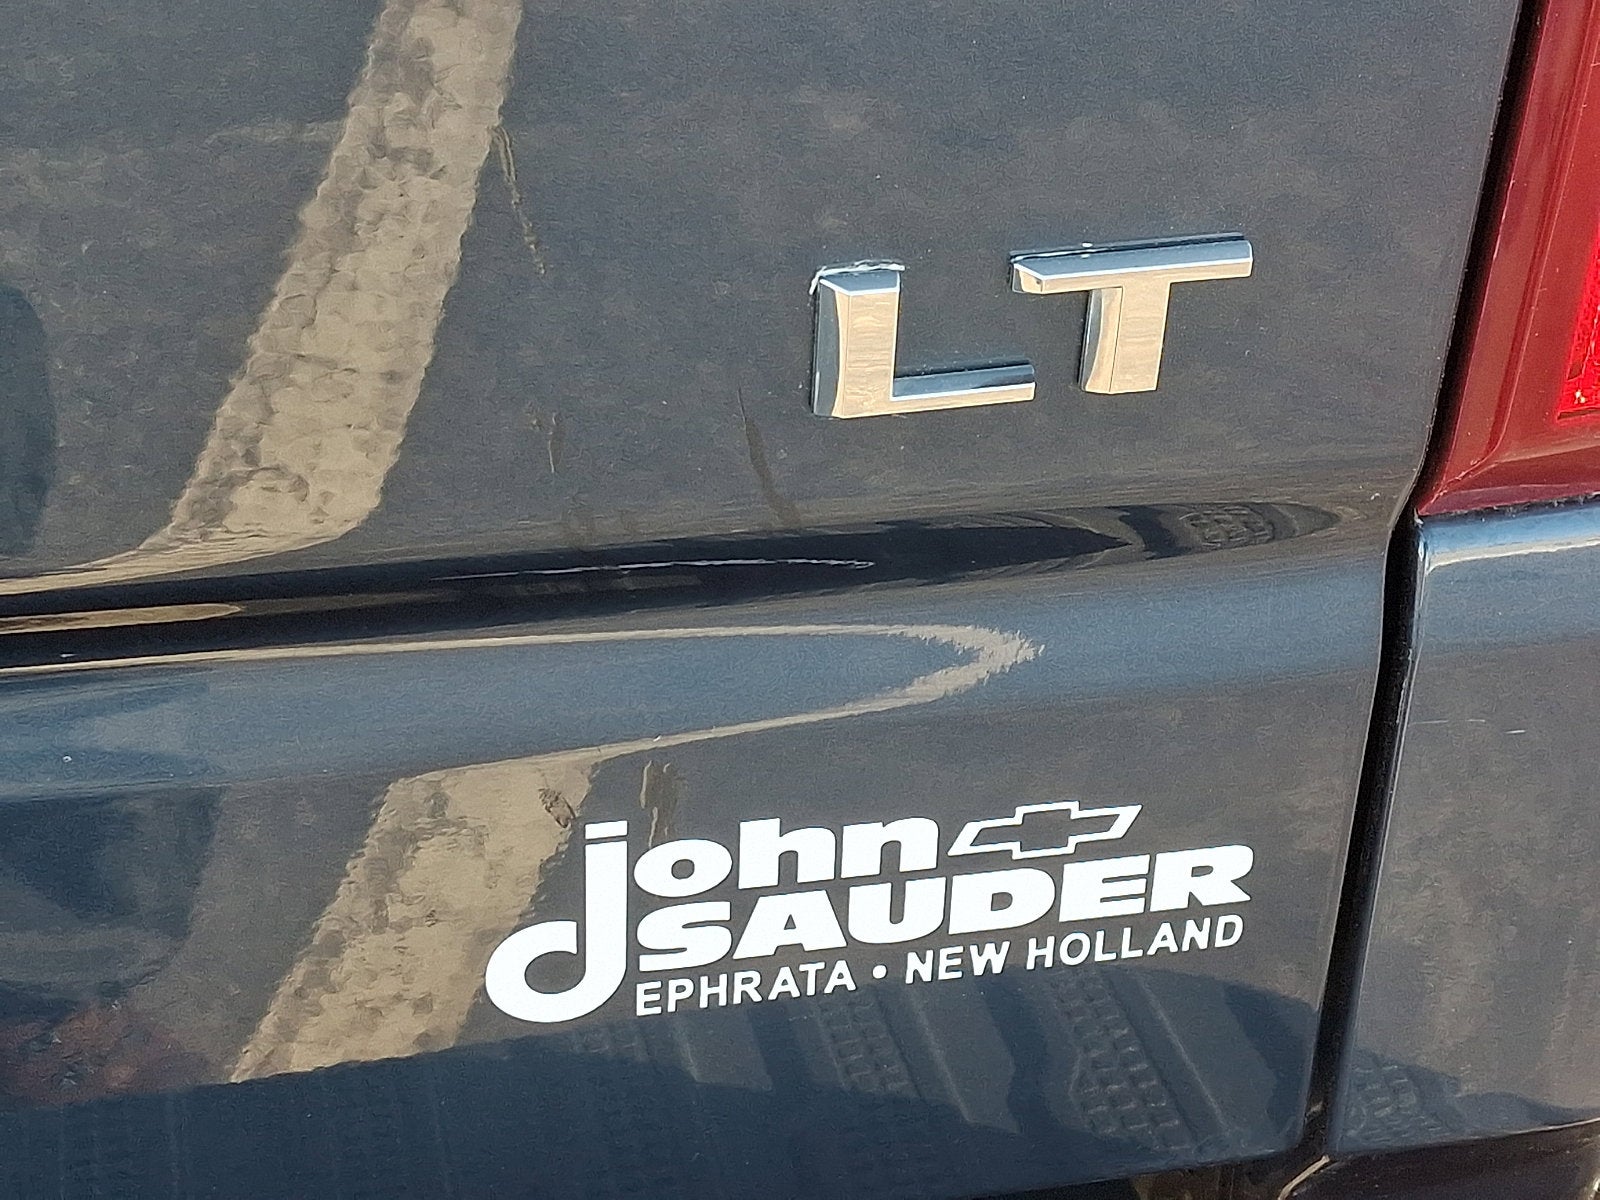 LT
john
SAUDER
EPHRATA • NEW HOLLAND